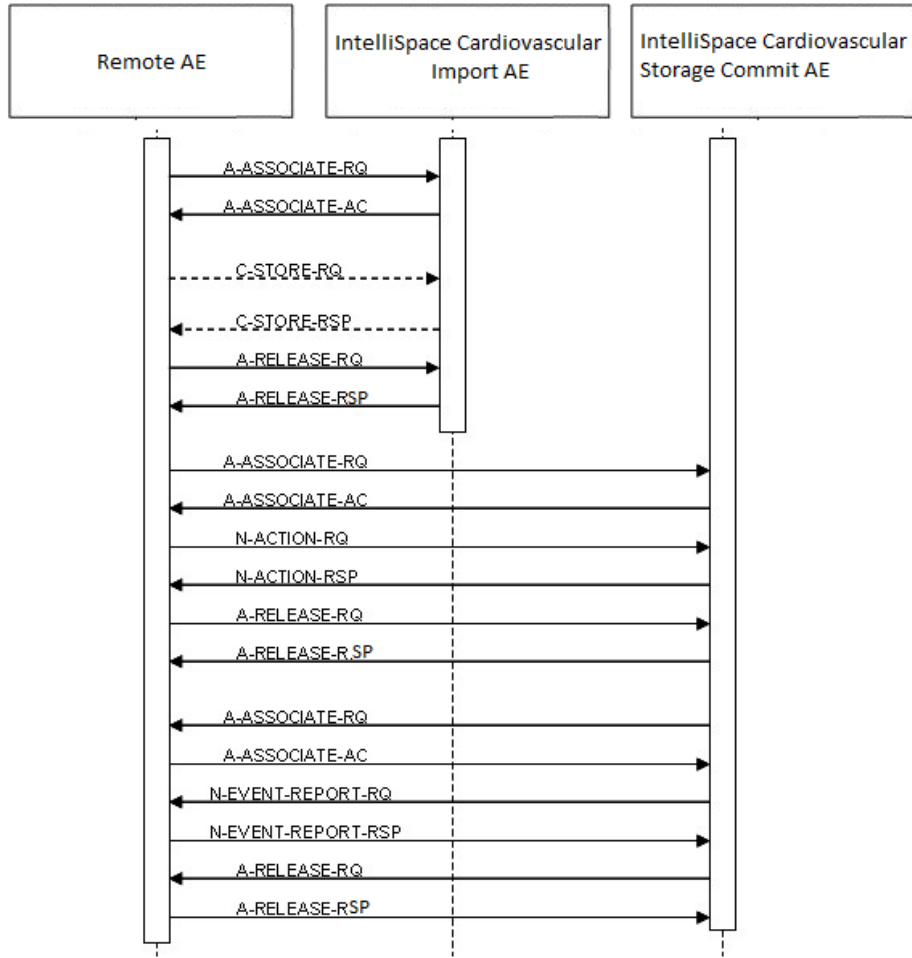 Remote AE
IntelliSpace Cardiovascular
Import AE
IntelliSpace Cardiovascular
Storage Commit AE
A-ASSOCIATE-RQ
A-ASSOCIATE-AC
C-STORE-RQ
C-STORE-RSP
A-RELEASE-RQ
A-RELEASE-RSP
A-ASSOCIATE-RQ
A-ASSOCIATE-AC
N-ACTION-RQ
N-ACTION-RSP
A-RELEASE-RQ
A-RELEASE-R.SP
A-ASSOCIATE-RQ
A-ASSOCIATE-AC
N-EVENT-REPORT-RQ
N-EVENT-REPORT-RSP
A-RELEASE-RQ
A-RELEASE-RSP